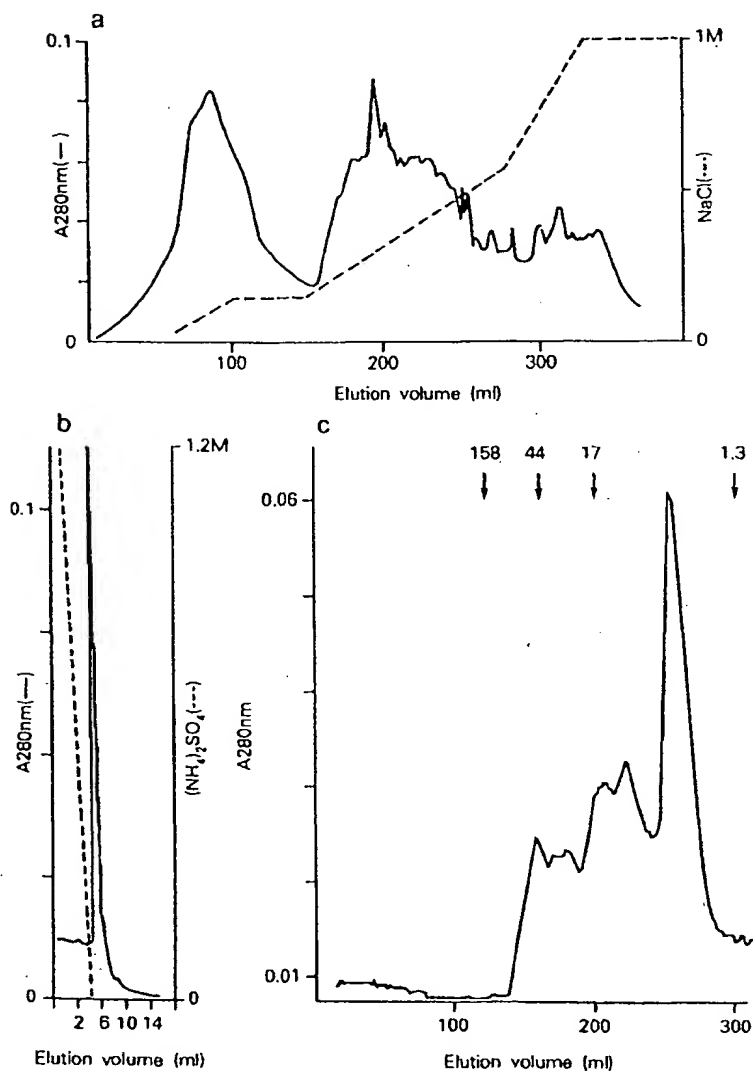 a
0.1
A280nm(—)
0
1M
NaCl(---)
0
100
200
300
Elution volume (ml)
b
0.1
A280nm(—)
0
1.2M
(NH₄)₂SO₄(---)
0
2 6 10 14
Elution volume (ml)
c
158 44 17 1.3
0.06
A280nm
0.01
100 200 300
Elution volume (ml)